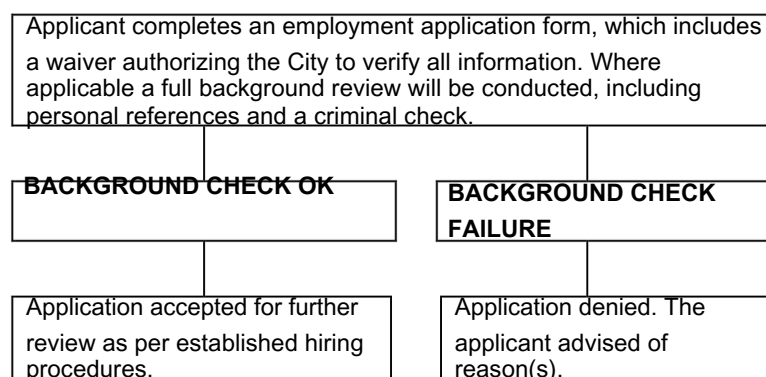 Applicant completes an employment application form, which includes
a waiver authorizing the City to verify all information. Where
applicable a full background review will be conducted, including
personal references and a criminal check.
BACKGROUND CHECK OK
BACKGROUND CHECK
FAILURE
Application accepted for further
review as per established hiring
procedures.
Application denied. The
applicant advised of
reason(s).